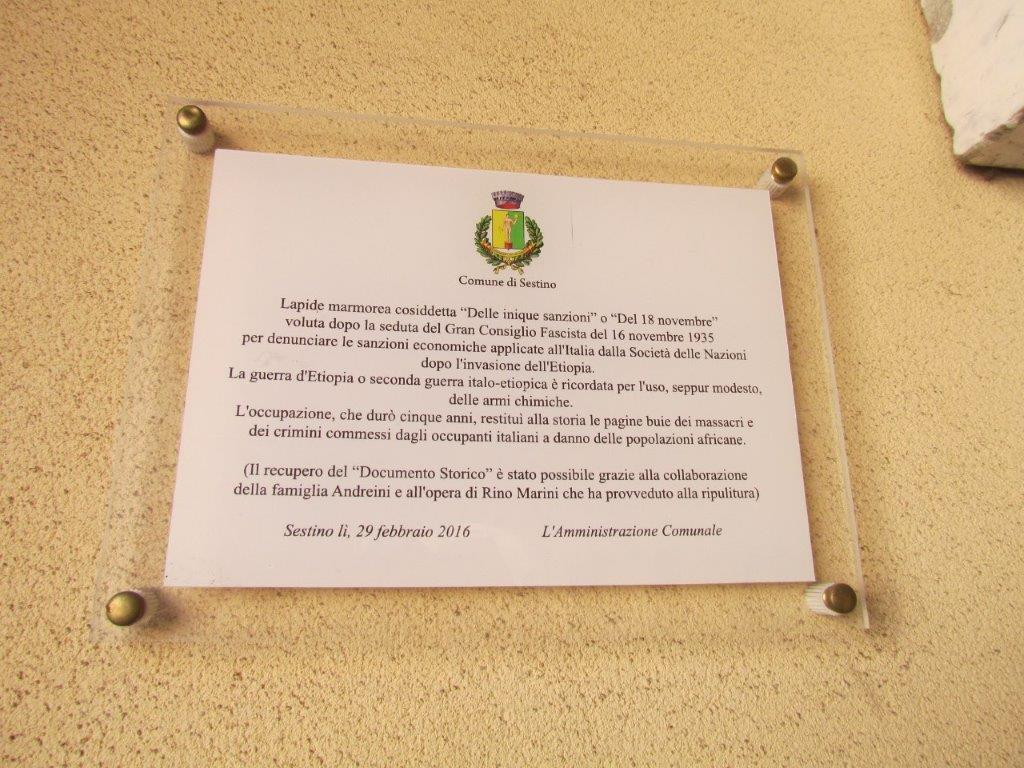 Comune di Sestino
Lapide marmorea cosiddetta “Delle inique sanzioni” o “Del 18 novembre”
voluta dopo la seduta del Gran Consiglio Fascista del 16 novembre 1935
per denunciare le sanzioni economiche applicate all'Italia dalla Società delle Nazioni
dopo l'invasione dell'Etiopia.
La guerra d'Etiopia o seconda guerra italo-etiopica è ricordata per l'uso, seppur modesto,
delle armi chimiche.
L'occupazione, che durò cinque anni, restituì alla storia le pagine buie dei massacri e
dei crimini commessi dagli occupanti italiani a danno delle popolazioni africane.
(Il recupero del “Documento Storico” è stato possibile grazie alla collaborazione
della famiglia Andreini e all'opera di Rino Marini che ha provveduto alla ripulitura)
Sestino lì, 29 febbraio 2016 L'Amministrazione Comunale